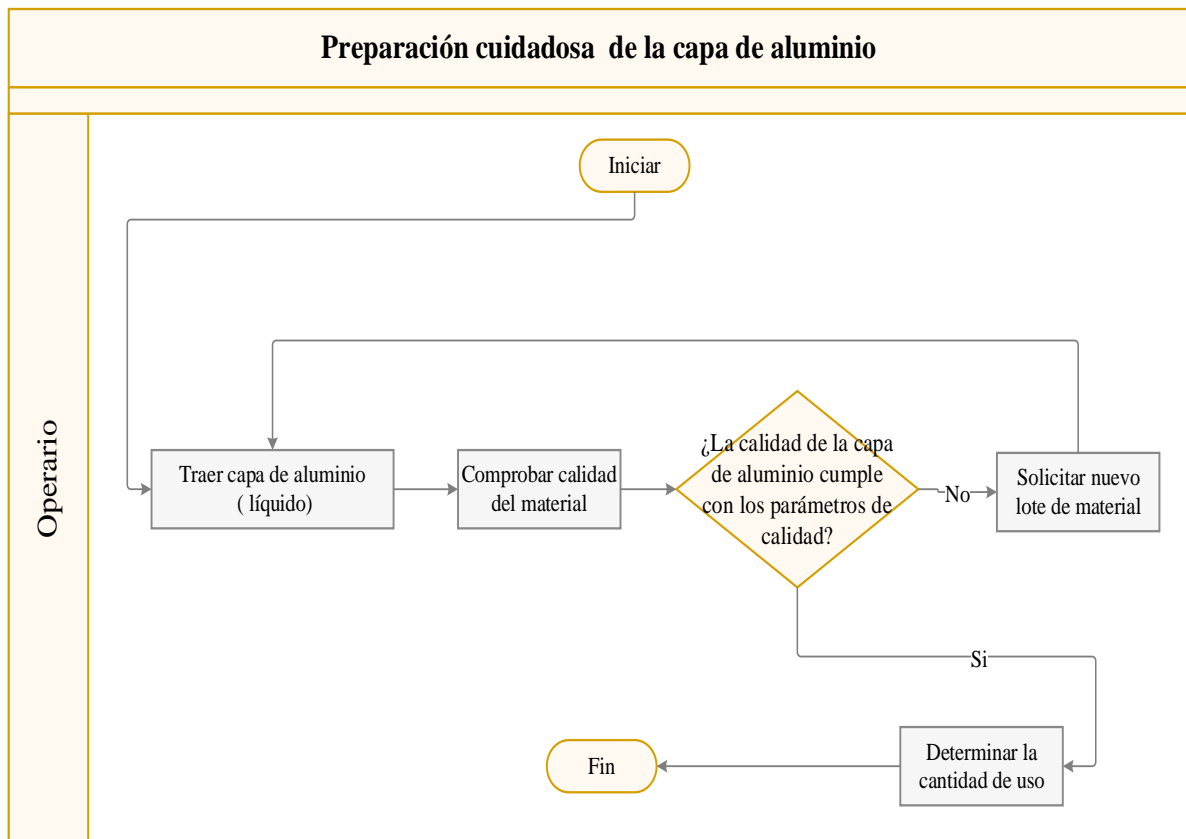 Preparación cuidadosa  de la capa de aluminio
Operario
Iniciar
Traer capa de aluminio
( líquido)
Comprobar calidad
del material
¿La calidad de la capa
de aluminio cumple
con los parámetros de
calidad?
No
Solicitar nuevo
lote de material
Si
Determinar la
cantidad de uso
Fin